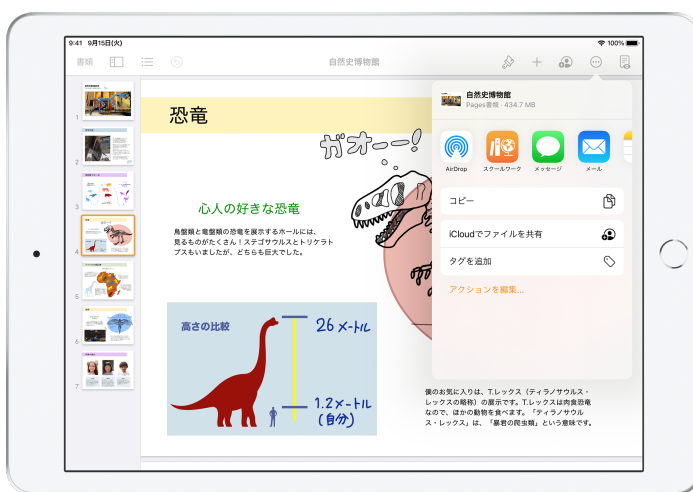 9:41 9月15日(火)
100%
書類
自然史博物館
1
2
3
4
5
6
7
恐竜
ガオーー!
心人の好きな恐竜
鳥盤類と竜盤類の恐竜を展示するホールには、
見るものがたくさん!ステゴサウルスとトリケラト
プスもいましたが、どちらも巨大でした。
高さの比較
26 メートル
1.2メートル
(自分)
僕のお気に入りは、T.レックス(ティラノサウルス・
レックスの略称)の展示です。T.レックスは肉食恐竜
なので、ほかの動物を食べます。「ティラノサウル
ス・レックス」は、「暴君の爬虫類」という意味です。
自然史博物館
Pages書類・434.7 MB
AirDrop
スクールワーク
メッセージ
メール
コピー
iCloudでファイルを共有
タグを追加
アクションを編集...